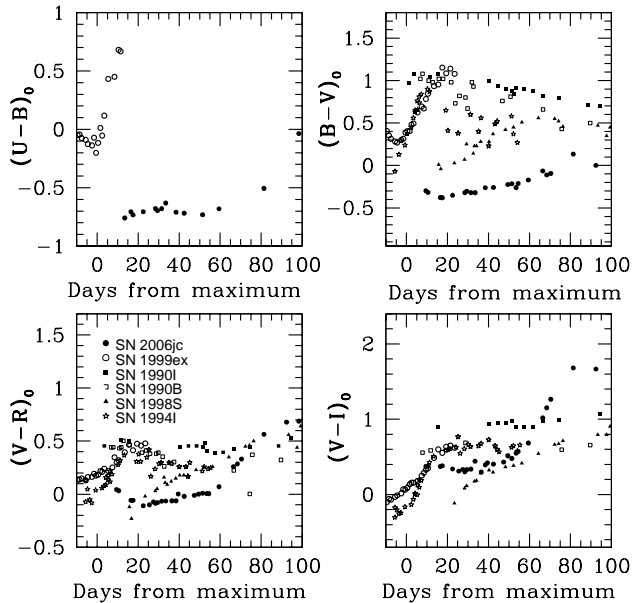 1
0.5
0
−0.5
−1
(U−B)₀
0 20 40 60 80 100
Days from maximum
1.5
1
0.5
0
−0.5
(B−V)₀
0 20 40 60 80 100
Days from maximum
1.5
1
0.5
0
−0.5
(V−R)₀
SN 2006jc
SN 1999ex
SN 1990I
SN 1990B
SN 1998S
SN 1994I
0 20 40 60 80 100
Days from maximum
2
1
0
(V−I)₀
0 20 40 60 80 100
Days from maximum